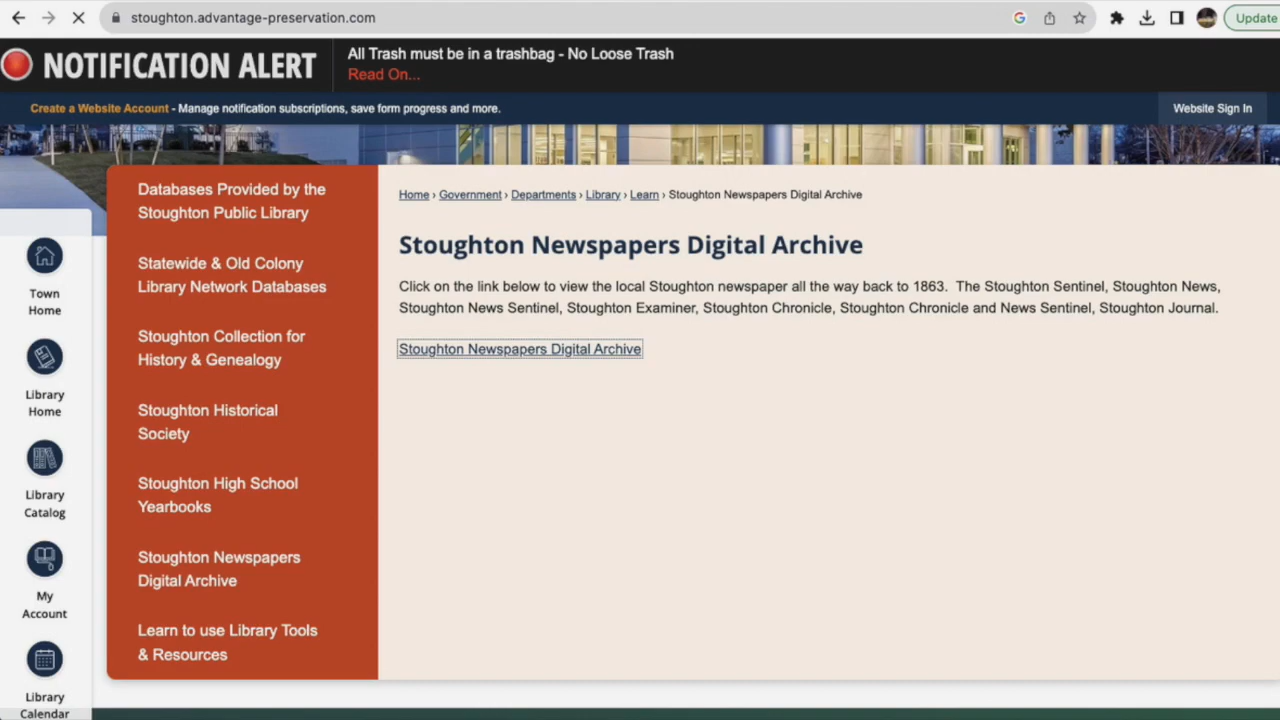 stoughton.advantage-preservation.com
Update
NOTIFICATION ALERT
All Trash must be in a trashbag - No Loose Trash
Read On...
Create a Website Account - Manage notification subscriptions, save form progress and more.
Website Sign In
Town
Home
Library
Home
Library
Catalog
My
Account
Library
Calendar
Databases Provided by the
Stoughton Public Library
Statewide & Old Colony
Library Network Databases
Stoughton Collection for
History & Genealogy
Stoughton Historical
Society
Stoughton High School
Yearbooks
Stoughton Newspapers
Digital Archive
Learn to use Library Tools
& Resources
Home › Government › Departments › Library › Learn › Stoughton Newspapers Digital Archive
Stoughton Newspapers Digital Archive
Click on the link below to view the local Stoughton newspaper all the way back to 1863.  The Stoughton Sentinel, Stoughton News,
Stoughton News Sentinel, Stoughton Examiner, Stoughton Chronicle, Stoughton Chronicle and News Sentinel, Stoughton Journal.
Stoughton Newspapers Digital Archive